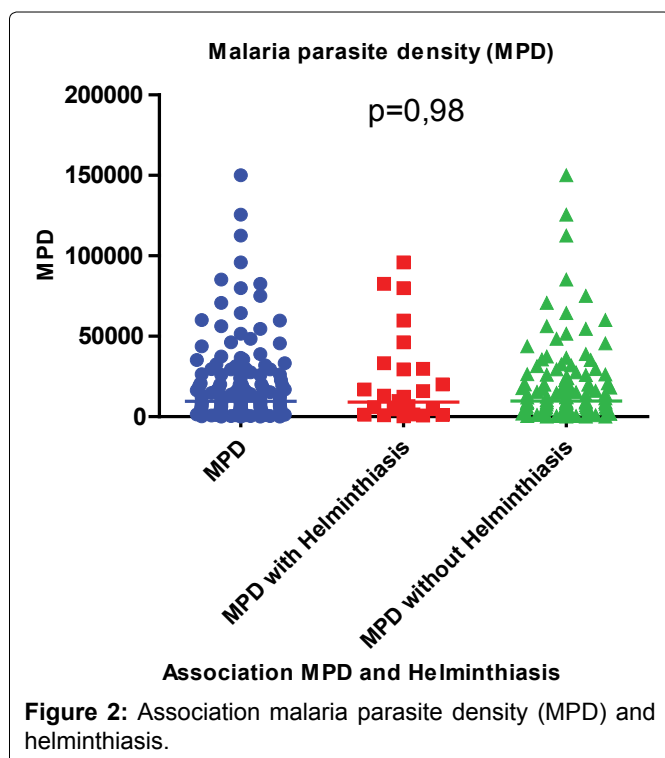 Malaria parasite density (MPD)
200000
p=0,98
150000
100000
50000
0
MPD
MPD
MPD with Helminthiasis
MPD without Helminthiasis
Association MPD and Helminthiasis
Figure 2: Association malaria parasite density (MPD) and
helminthiasis.